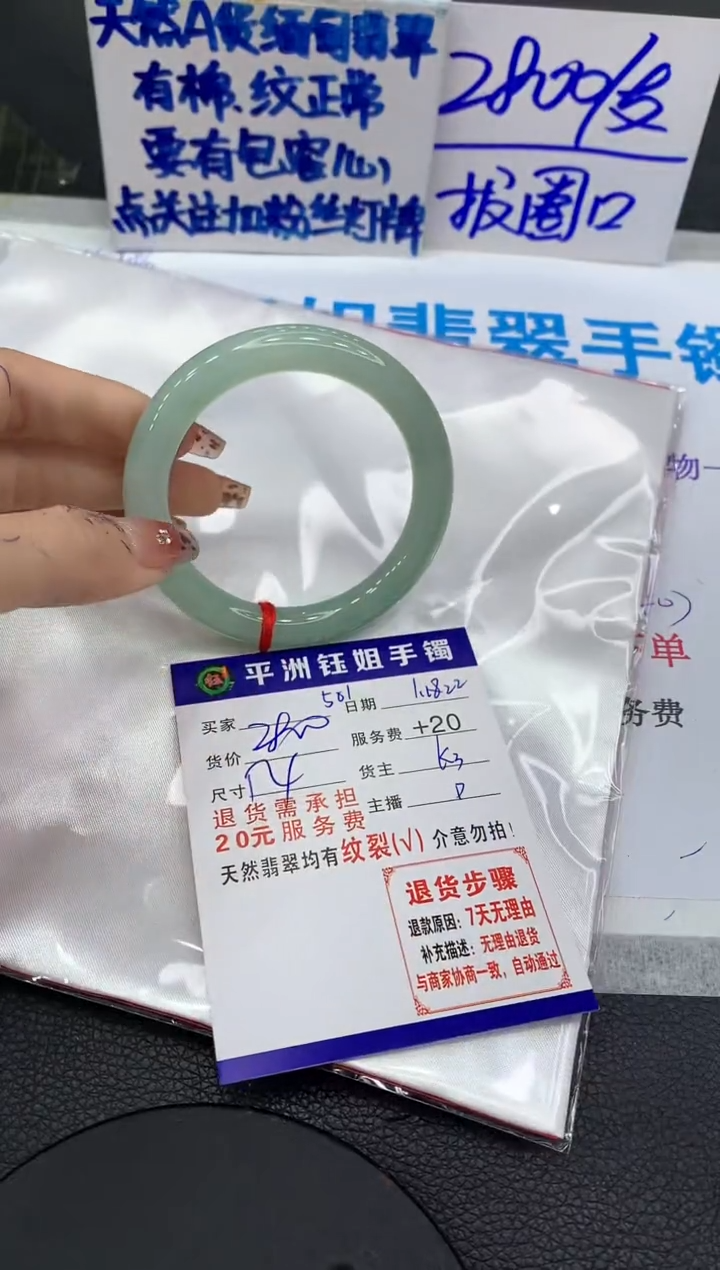 天然A货缅甸翡翠
有棉、纹正常
要有包容心
点关注加粉丝灯牌
2800/支
报圈口
翡翠手镯
物一
单
务费
平洲钰姐手镯
买家 501 日期
货价 2800 服务费 +20
尺寸 货主 K3
退货需承担 主播
20元服务费
天然翡翠均有纹裂(√) 介意勿拍!
退货步骤
退款原因: 7天无理由
补充描述: 无理由退货
与商家协商一致, 自动通过